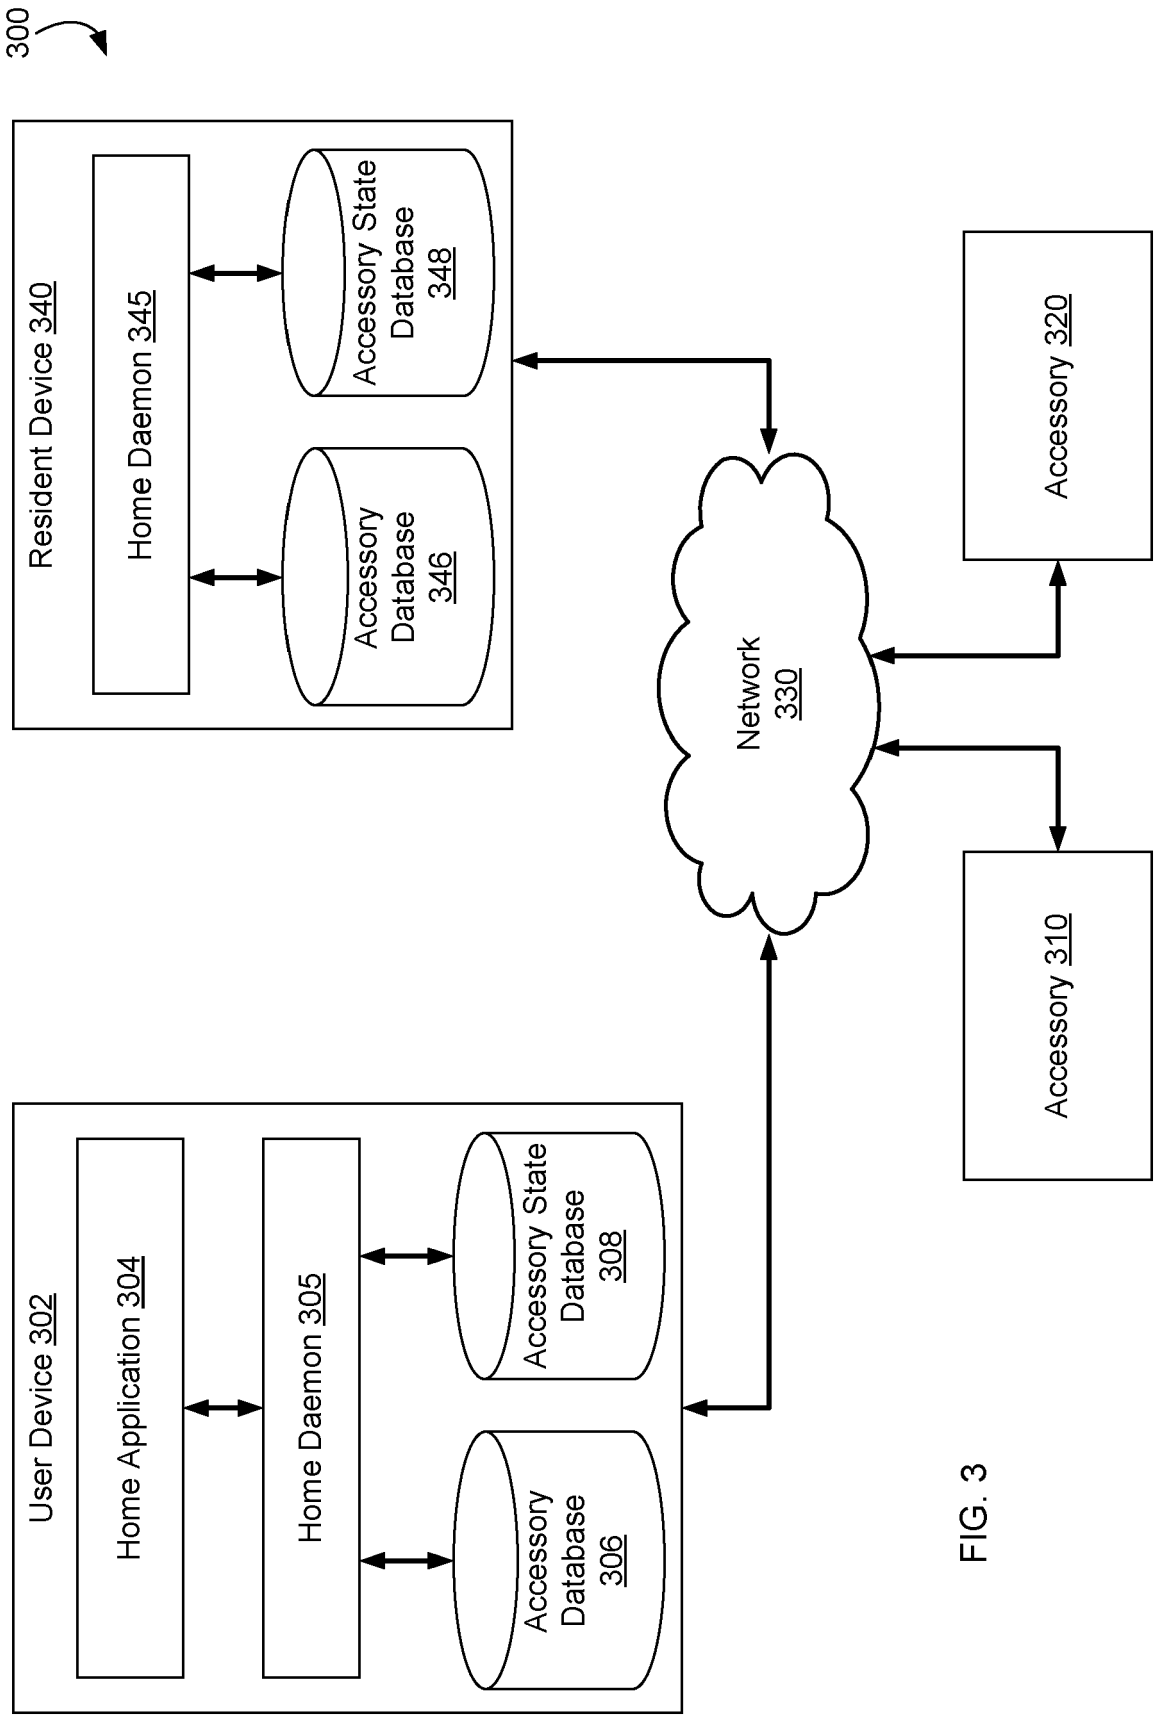 300
User Device 302
Home Application 304
Home Daemon 305
Accessory
Database
306
Accessory State
Database
308
Resident Device 340
Home Daemon 345
Accessory
Database
346
Accessory State
Database
348
Network
330
Accessory 310
Accessory 320
FIG. 3